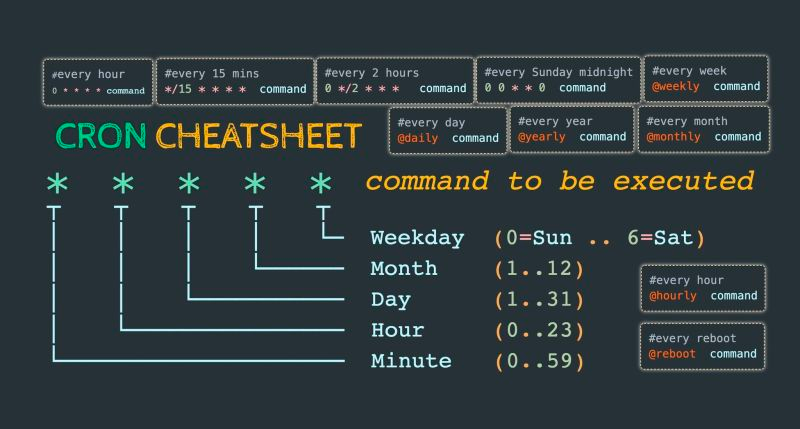 #every hour
0 * * * * command
#every 15 mins
*/15 * * * * command
#every 2 hours
0 */2 * * * command
#every Sunday midnight
0 0 * * 0 command
#every week
@weekly command
CRON CHEATSHEET
#every day
@daily command
#every year
@yearly command
#every month
@monthly command
* * * * * command to be executed
Weekday (0=Sun .. 6=Sat)
Month (1..12)
Day (1..31)
Hour (0..23)
Minute (0..59)
#every hour
@hourly command
#every reboot
@reboot command